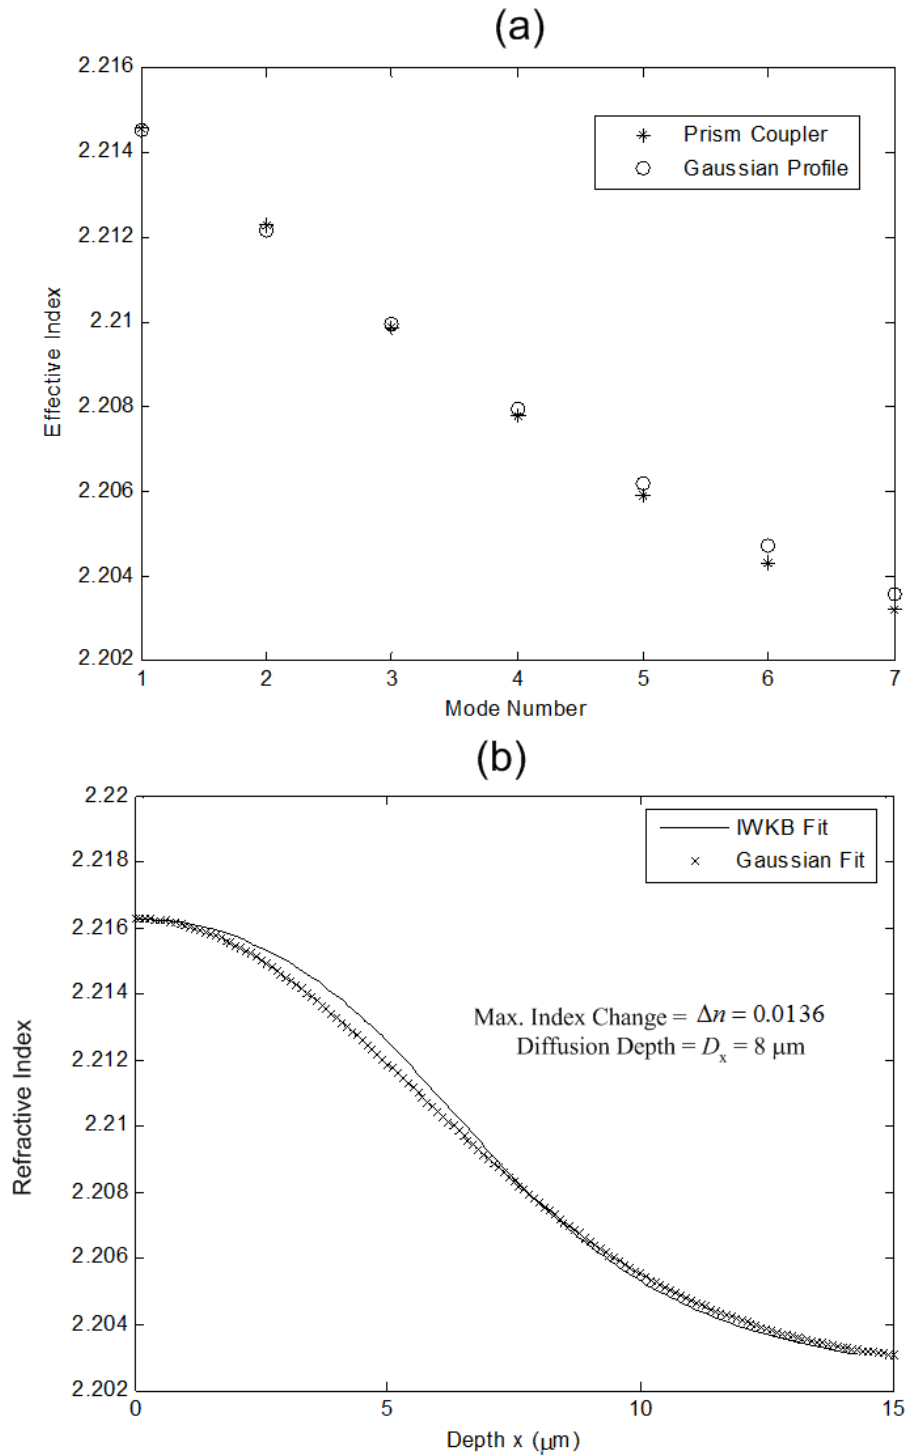 (a)
2.216
2.214
2.212
2.21
2.208
2.206
2.204
2.202
Effective Index
Prism Coupler
Gaussian Profile
1 2 3 4 5 6 7
Mode Number
(b)
2.22
2.218
2.216
2.214
2.212
2.21
2.208
2.206
2.204
2.202
Refractive Index
IWKB Fit
Gaussian Fit
Max. Index Change = Δn = 0.0136
Diffusion Depth = Dx = 8 μm
0 5 10 15
Depth x (μm)